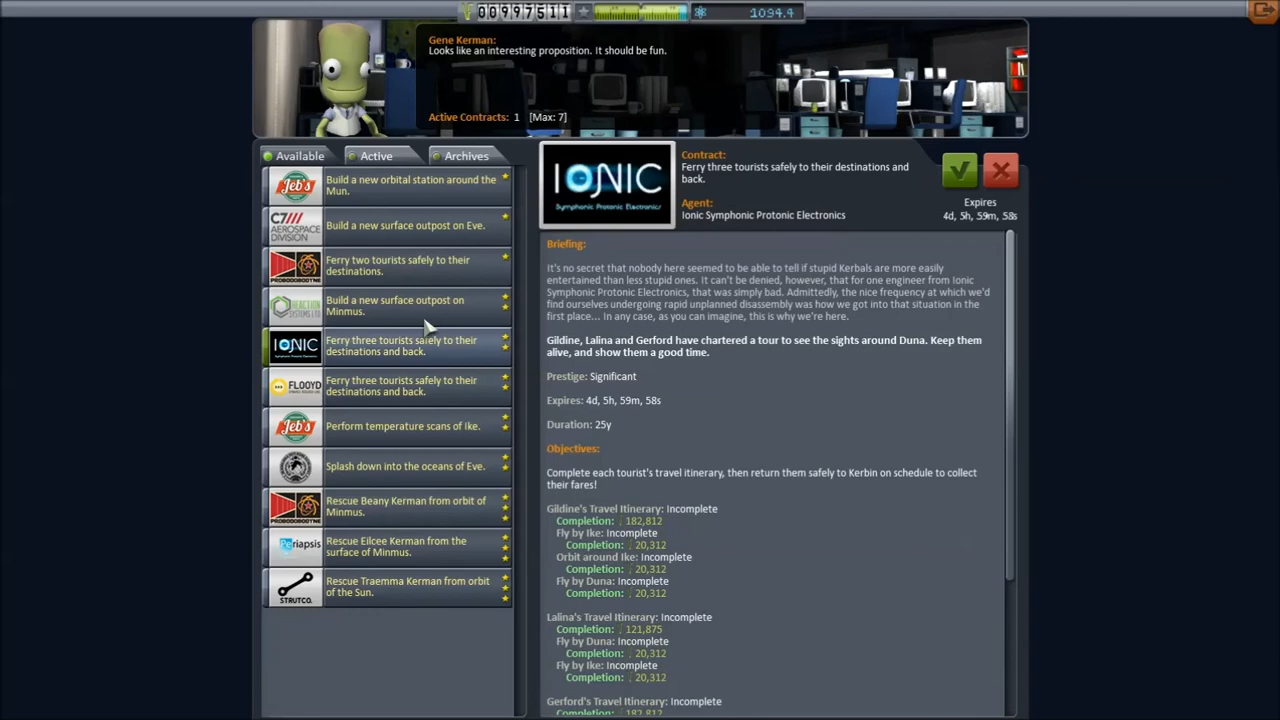 00997511
1094.4
Gene Kerman:
Looks like an interesting proposition. It should be fun.
Active Contracts: 1 [Max: 7]
Available
Active
Archives
Jeb's
Build a new orbital station around the
Mun.
C7///
AEROSPACE
DIVISION
Build a new surface outpost on Eve.
PROBODOBODYNE
Ferry two tourists safely to their
destinations.
REACTION
SYSTEMS LTD
Build a new surface outpost on
Minmus.
IONIC
Ferry three tourists safely to their
destinations and back.
FLOOYD
Ferry three tourists safely to their
destinations and back.
Jeb's
Perform temperature scans of Ike.
Splash down into the oceans of Eve.
PROBODOBODYNE
Rescue Beany Kerman from orbit of
Minmus.
Periapsis
Rescue Eilcee Kerman from the
surface of Minmus.
STRUTCO.
Rescue Traemma Kerman from orbit
of the Sun.
IONIC
Symphonic Protonic Electronics
Contract:
Ferry three tourists safely to their destinations and
back.
Agent:
Ionic Symphonic Protonic Electronics
Expires
4d, 5h, 59m, 58s
Briefing:
It's no secret that nobody here seemed to be able to tell if stupid Kerbals are more easily
entertained than less stupid ones. It can't be denied, however, that for one engineer from Ionic
Symphonic Protonic Electronics, that was simply bad. Admittedly, the nice frequency at which we'd
find ourselves undergoing rapid unplanned disassembly was how we got into that situation in the
first place... In any case, as you can imagine, this is why we're here.
Gildine, Lalina and Gerford have chartered a tour to see the sights around Duna. Keep them
alive, and show them a good time.
Prestige: Significant
Expires: 4d, 5h, 59m, 58s
Duration: 25y
Objectives:
Complete each tourist's travel itinerary, then return them safely to Kerbin on schedule to collect
their fares!
Gildine's Travel Itinerary: Incomplete
Completion: 182,812
Fly by Ike: Incomplete
Completion: 20,312
Orbit around Ike: Incomplete
Completion: 20,312
Fly by Duna: Incomplete
Completion: 20,312
Lalina's Travel Itinerary: Incomplete
Completion: 121,875
Fly by Duna: Incomplete
Completion: 20,312
Fly by Ike: Incomplete
Completion: 20,312
Gerford's Travel Itinerary: Incomplete
Completion: 182,812